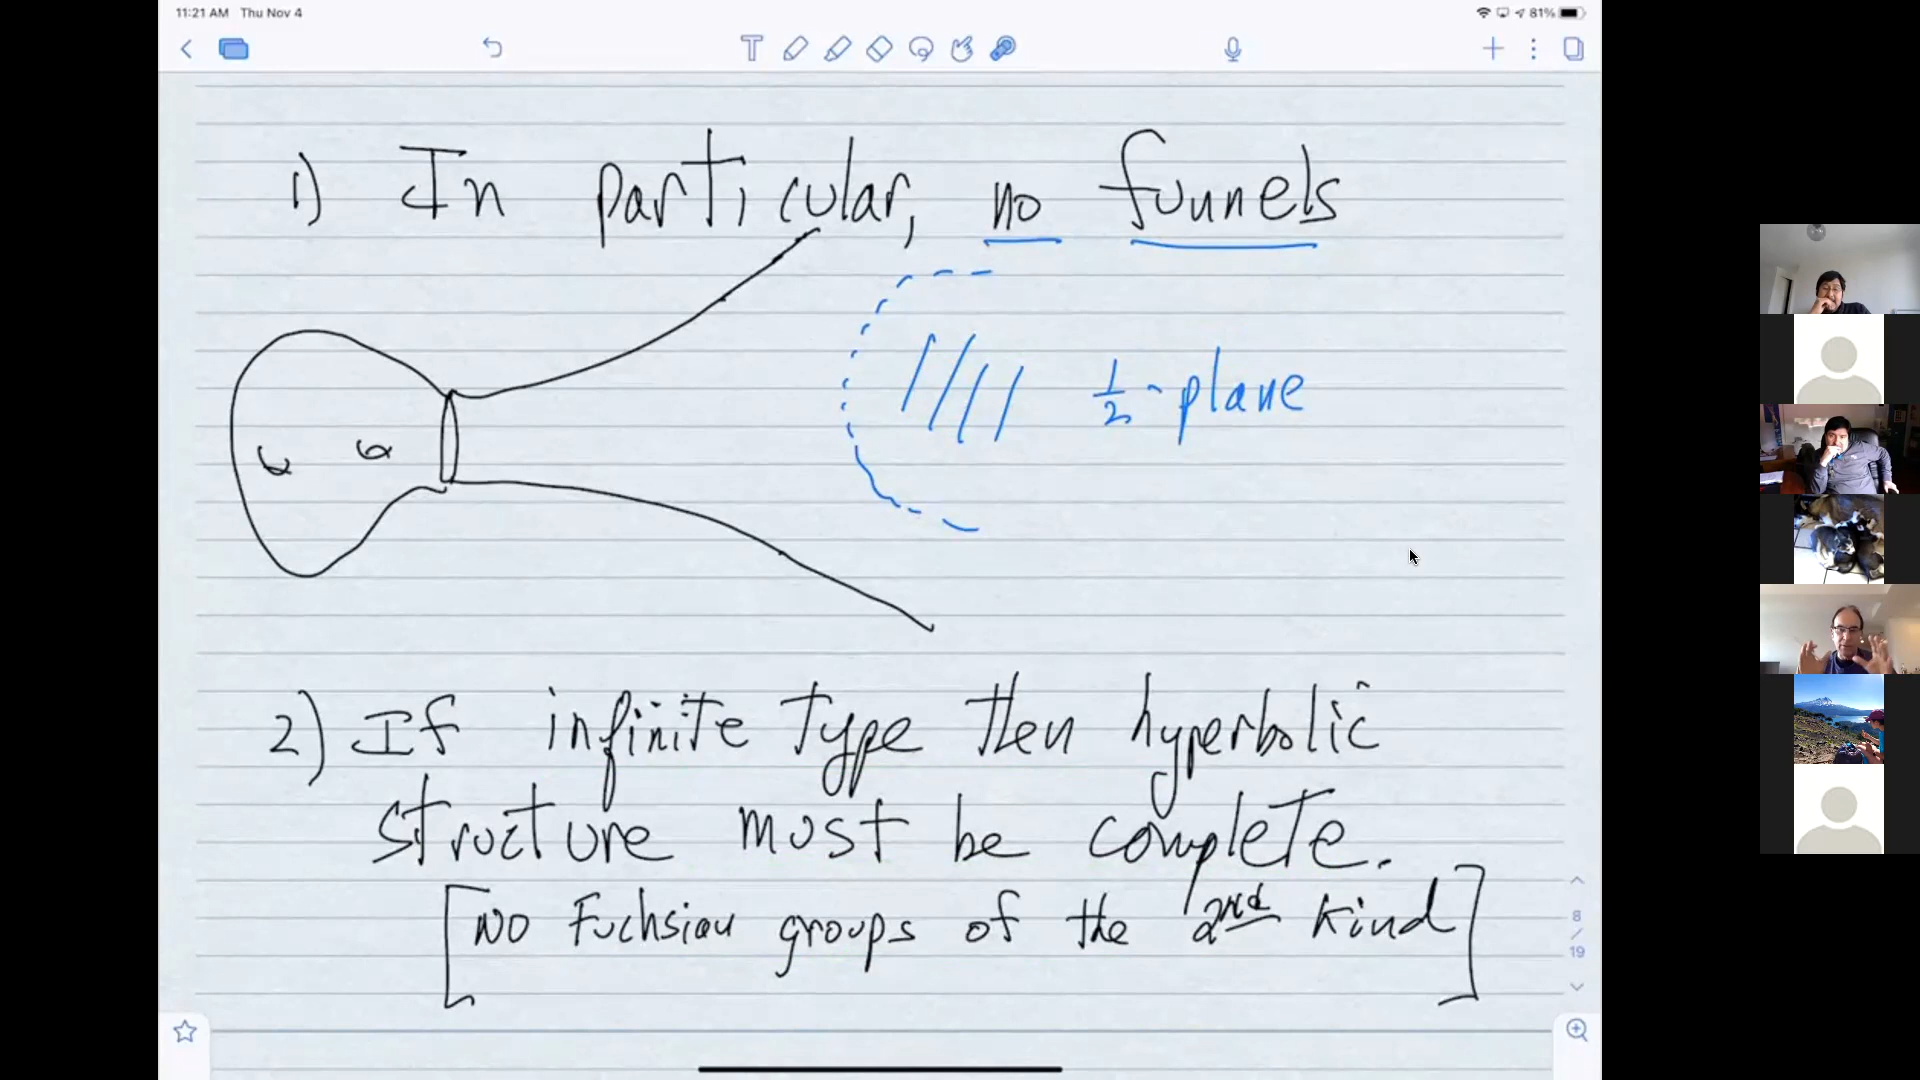 11:21 AM Thu Nov 4
81%
1) In particular, no funnels
1/2-plane
2) If infinite type then hyperbolic
structure must be complete.
[NO Fuchsian groups of the 2nd kind]
8
/
19